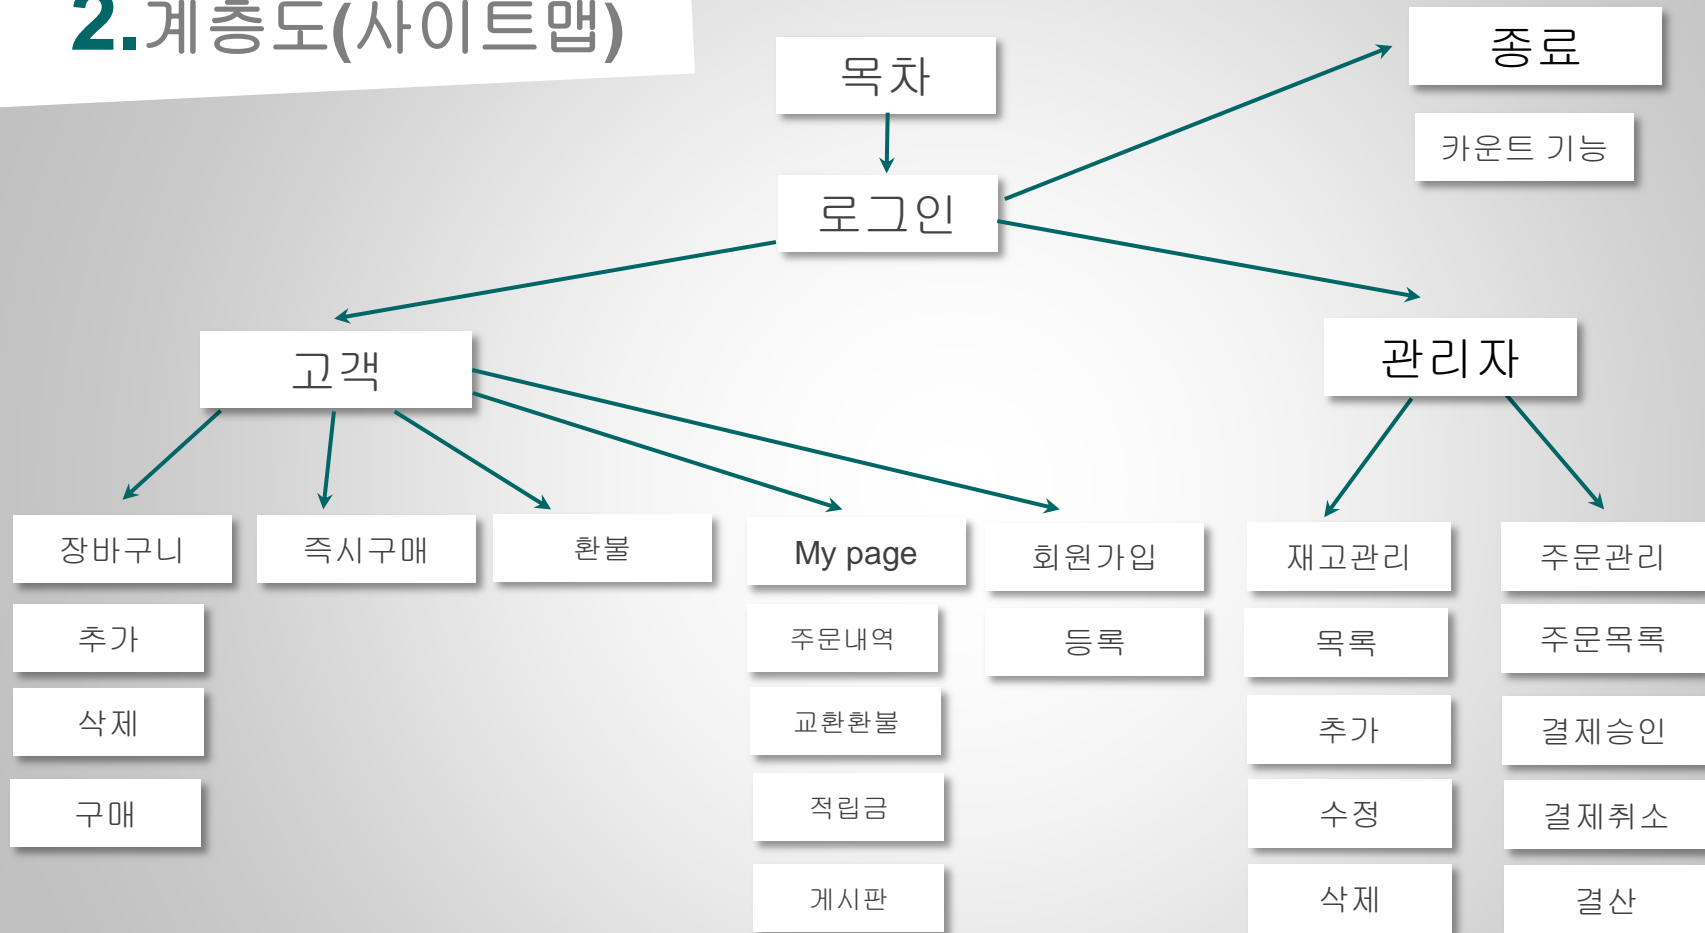 2.계층도(사이트맵)
목차
종료
카운트 기능
로그인
고객
관리자
장바구니
즉시구매
환불
My page
회원가입
재고관리
주문관리
추가
주문내역
등록
목록
주문목록
삭제
교환환불
추가
결제승인
구매
적립금
수정
결제취소
게시판
삭제
결산